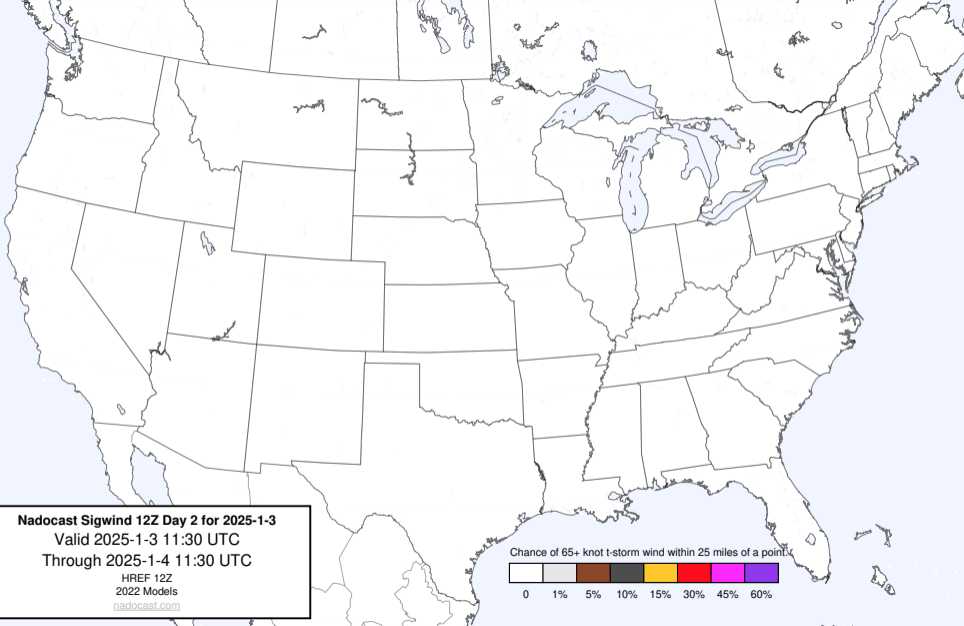 Nadocast Sigwind 12Z Day 2 for 2025-1-3
Valid 2025-1-3 11:30 UTC
Through 2025-1-4 11:30 UTC
HREF 12Z
2022 Models
nadocast.com
Chance of 65+ knot t-storm wind within 25 miles of a point.
0 1% 5% 10% 15% 30% 45% 60%